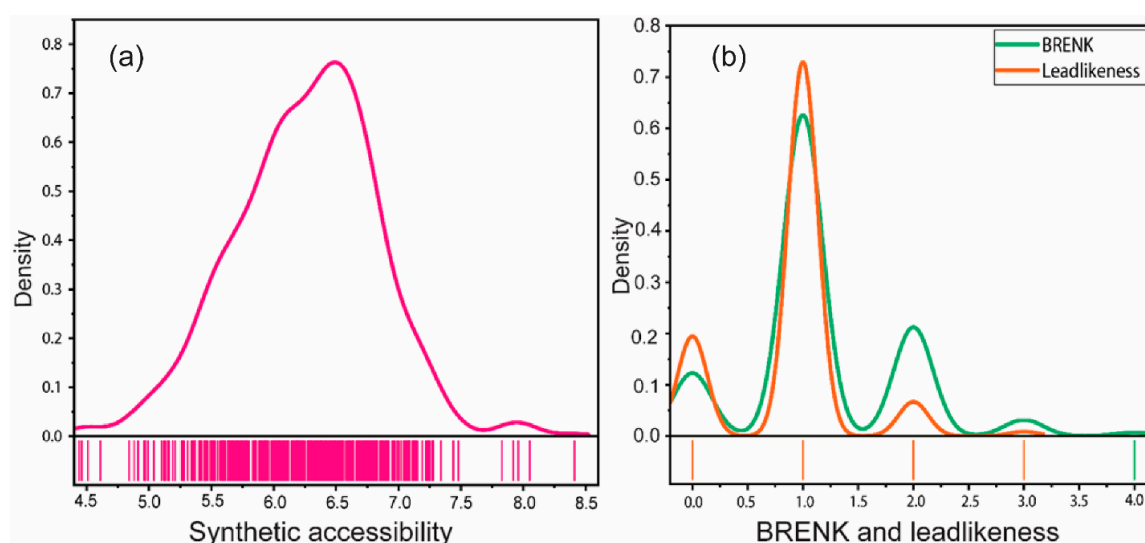 (a)
0.8
0.7
0.6
0.5
0.4
0.3
0.2
0.1
0.0
Density
4.5 5.0 5.5 6.0 6.5 7.0 7.5 8.0 8.5
Synthetic accessibility
(b)
BRENK
Leadlikeness
0.8
0.7
0.6
0.5
0.4
0.3
0.2
0.1
0.0
Density
0.0 0.5 1.0 1.5 2.0 2.5 3.0 3.5 4.0
BRENK and leadlikeness